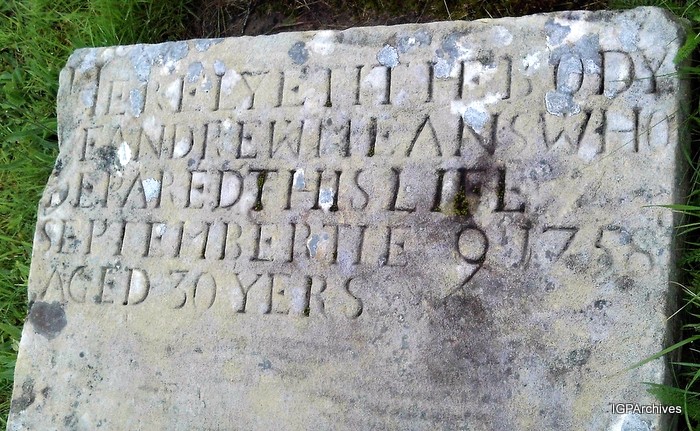 HERE LYETH THE BODY
OF ANDREW MEANS WHO
DEPARED THIS LIFE
SEPTEMBER THE 9 1758
AGED 30 YERS
IGPArchives